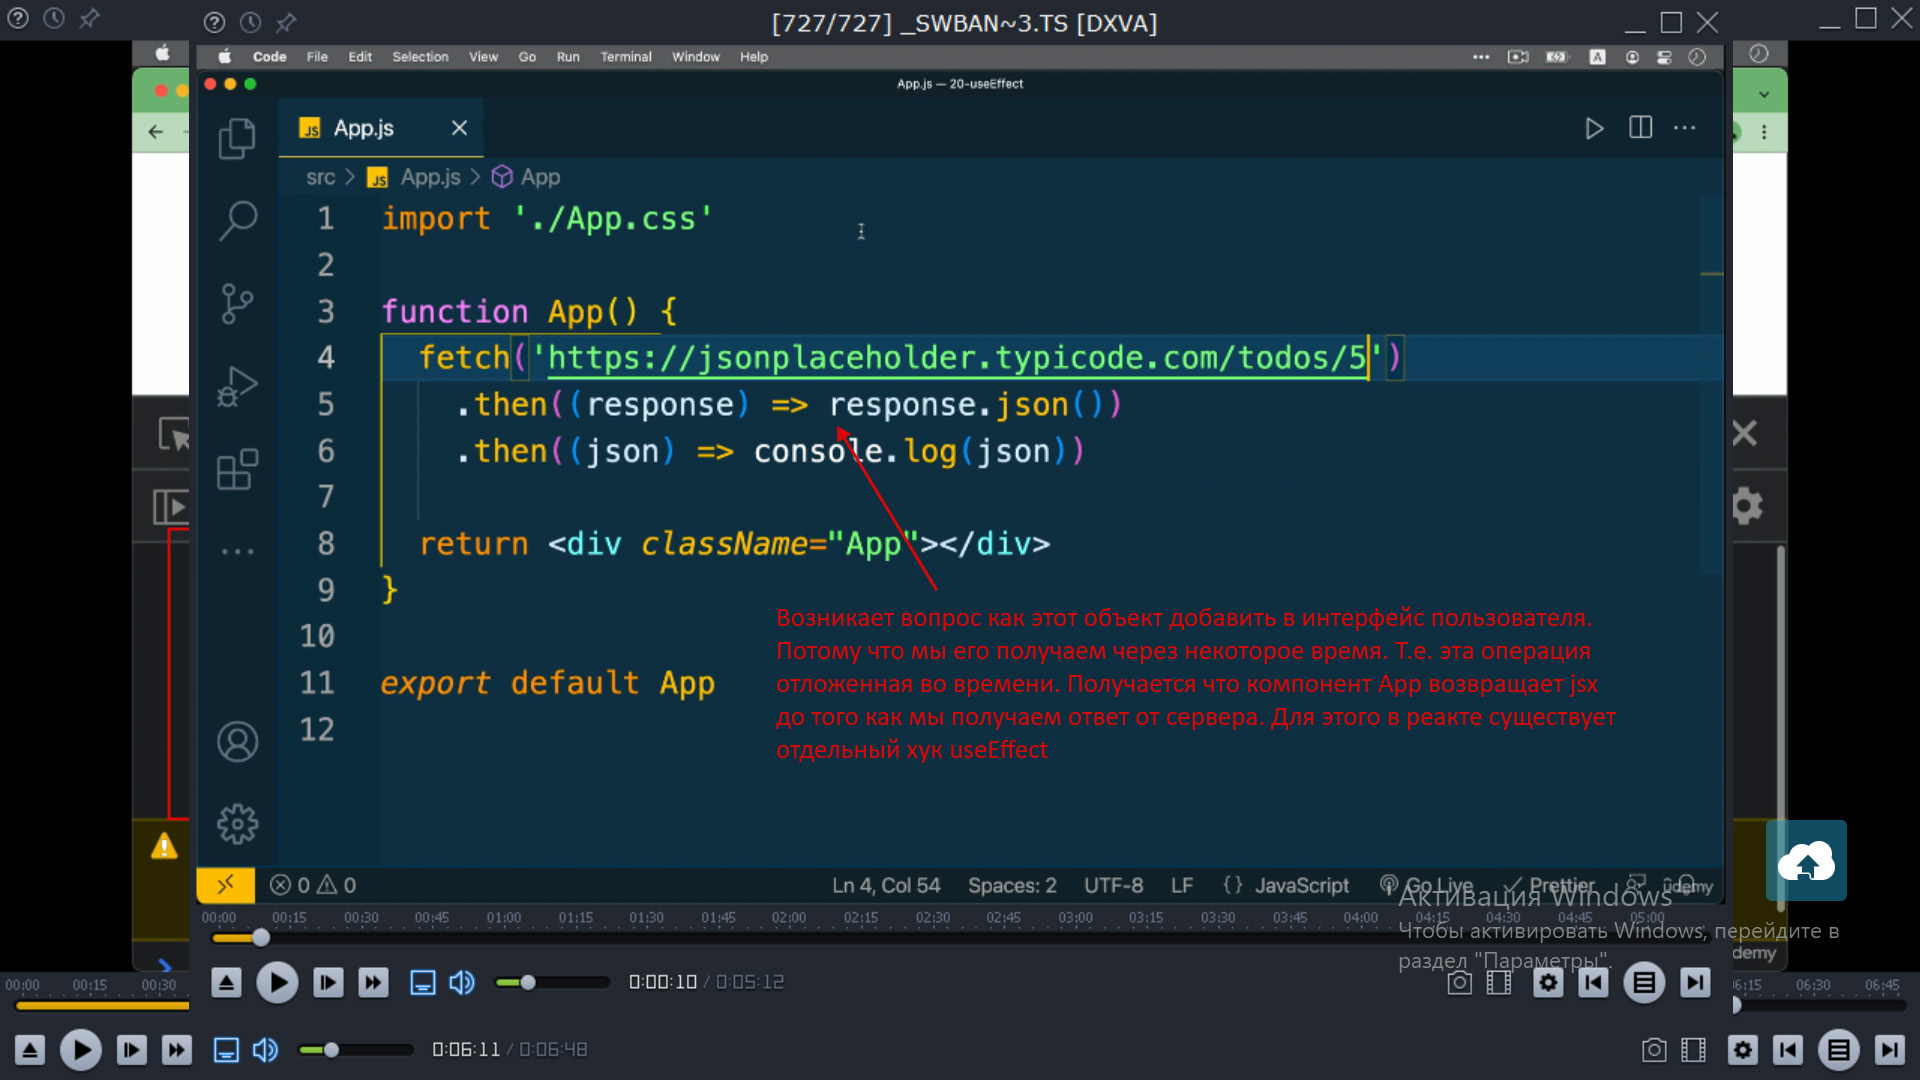 [727/727] _SWBAN~3.TS [DXVA]
Code File Edit Selection View Go Run Terminal Window Help
App.js — 20-useEffect
JS App.js
src > JS App.js > App
1 import './App.css'
2
3 function App() {
4 fetch('https://jsonplaceholder.typicode.com/todos/5')
5 .then((response) => response.json())
6 .then((json) => console.log(json))
7
8 return <div className="App"></div>
9 }
10
11 export default App
12
Возникает вопрос как этот объект добавить в интерфейс пользователя.
Потому что мы его получаем через некоторое время. Т.е. эта операция
отложенная во времени. Получается что компонент App возвращает jsx
до того как мы получаем ответ от сервера. Для этого в реакте существует
отдельный хук useEffect
0 0 Ln 4, Col 54 Spaces: 2 UTF-8 LF {} JavaScript Go Live Prettier
ûdemy
Активация Windows
Чтобы активировать Windows, перейдите в
раздел "Параметры".
demy
00:00 00:15 00:30 00:45 01:00 01:15 01:30 01:45 02:00 02:15 02:30 02:45 03:00 03:15 03:30 03:45 04:00 04:15 04:30 04:45 05:00
0:00:10 / 0:05:12
00:00 00:15 00:30 6:15 06:30 06:45
0:06:11 / 0:06:48